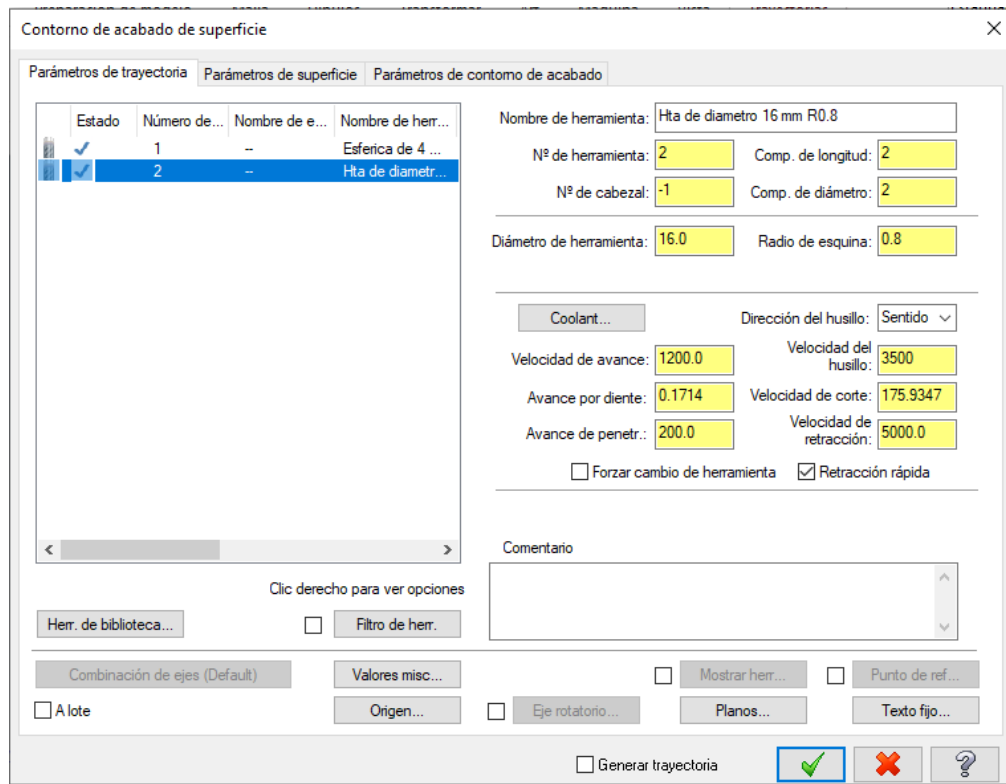 Contorno de acabado de superficie
Parámetros de trayectoria Parámetros de superficie Parámetros de contorno de acabado
Estado Número de... Nombre de e... Nombre de herr...
1 -- Esferica de 4 ...
2 -- Hta de diametr...
Clic derecho para ver opciones
Herr. de biblioteca... Filtro de herr.
Nombre de herramienta: Hta de diametro 16 mm R0.8
Nº de herramienta: 2 Comp. de longitud: 2
Nº de cabezal: -1 Comp. de diámetro: 2
Diámetro de herramienta: 16.0 Radio de esquina: 0.8
Coolant... Dirección del husillo: Sentido
Velocidad de avance: 1200.0 Velocidad del husillo: 3500
Avance por diente: 0.1714 Velocidad de corte: 175.9347
Avance de penetr.: 200.0 Velocidad de retracción: 5000.0
Forzar cambio de herramienta Retracción rápida
Comentario
Combinación de ejes (Default) Valores misc... Mostrar herr... Punto de ref...
A lote Origen... Eje rotatorio... Planos... Texto fijo...
Generar trayectoria